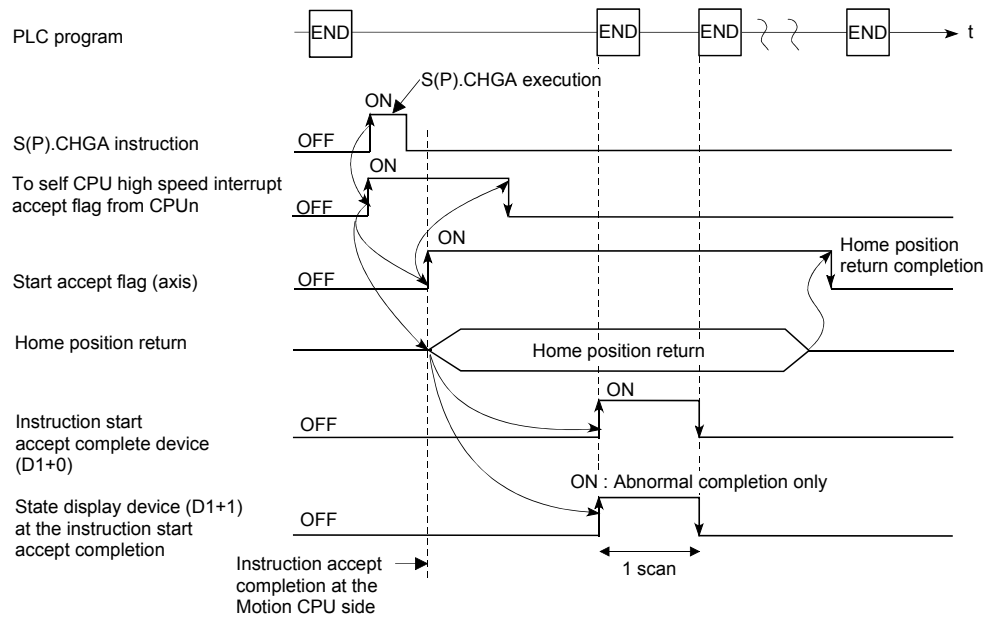 PLC program
END
END
END
END
t
S(P).CHGA execution
ON
S(P).CHGA instruction
OFF
To self CPU high speed interrupt
accept flag from CPUn
ON
OFF
ON
Home position
return completion
Start accept flag (axis)
OFF
Home position return
Home position return
ON
Instruction start
accept complete device
(D1+0)
OFF
ON : Abnormal completion only
State display device (D1+1)
at the instruction start
accept completion
OFF
Instruction accept
completion at the
Motion CPU side
1 scan